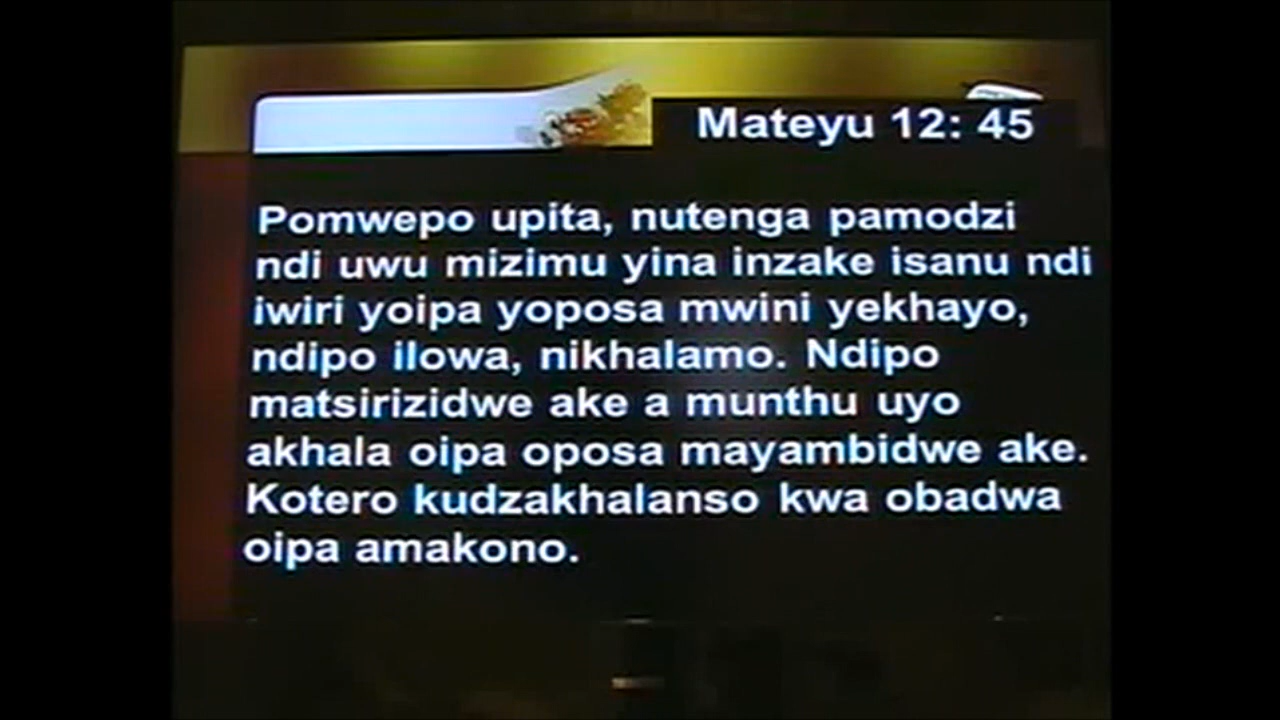 Mateyu 12: 45
Pomwepo upita, nutenga pamodzi
ndi uwu mizimu yina inzake isanu ndi
iwiri yoipa yoposa mwini yekhayo,
ndipo ilowa, nikhalamo. Ndipo
matsirizidwe ake a munthu uyo
akhala oipa oposa mayambidwe ake.
Kotero kudzakhalanso kwa obadwa
oipa amakono.